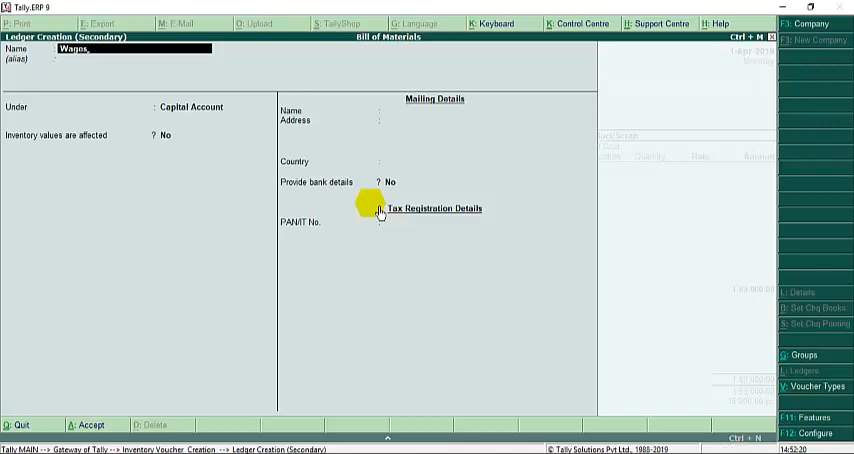 Tally.ERP 9
P: Print E: Export M: E-Mail O: Upload S: TallyShop G: Language K: Keyboard K: Control Centre H: Support Centre H: Help F3: Company
Ledger Creation (Secondary) Bill of Materials Ctrl + M F3: New Company
Name : Wages,
(alias) :
1-Apr-2018
Monday
Mailing Details
Under : Capital Account
Name :
Address :
Inventory values are affected ? No
Quantity Rate Amount
Country :
Provide bank details ? No
Tax Registration Details
PAN/IT No. :
L: Details
S: Set Chq Printing
G: Groups
L: Ledgers
V: Voucher Types
F11: Features
Q: Quit A: Accept D: Delete
F12: Configure
Ctrl + N
Tally MAIN --> Gateway of Tally --> Inventory Voucher Creation --> Ledger Creation (Secondary) © Tally Solutions Pvt Ltd., 1988-2019 14:52:20